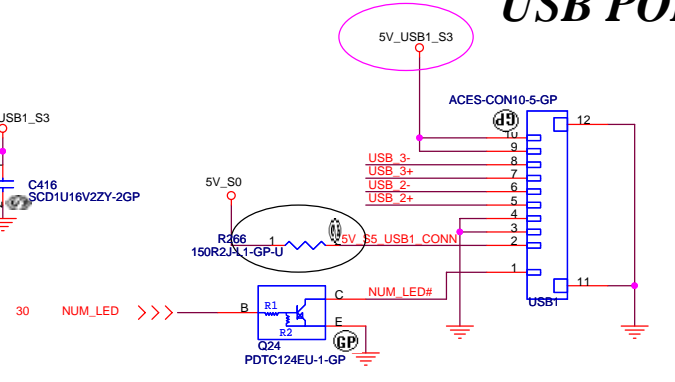 USB PO
5V_USB1_S3
ACES-CON10-5-GP
GP
12
10
9
USB_3-
8
USB_3+
7
USB_2-
6
USB_2+
5
4
3
2
1
11
USB1
USB1_S3
C416
SCD1U16V2ZY-2GP
5V_S0
R266
1
5V_S5_USB1_CONN
150R2J-L1-GP-U
NUM_LED#
30
NUM_LED
B
C
E
R1
R2
GP
Q24
PDTC124EU-1-GP